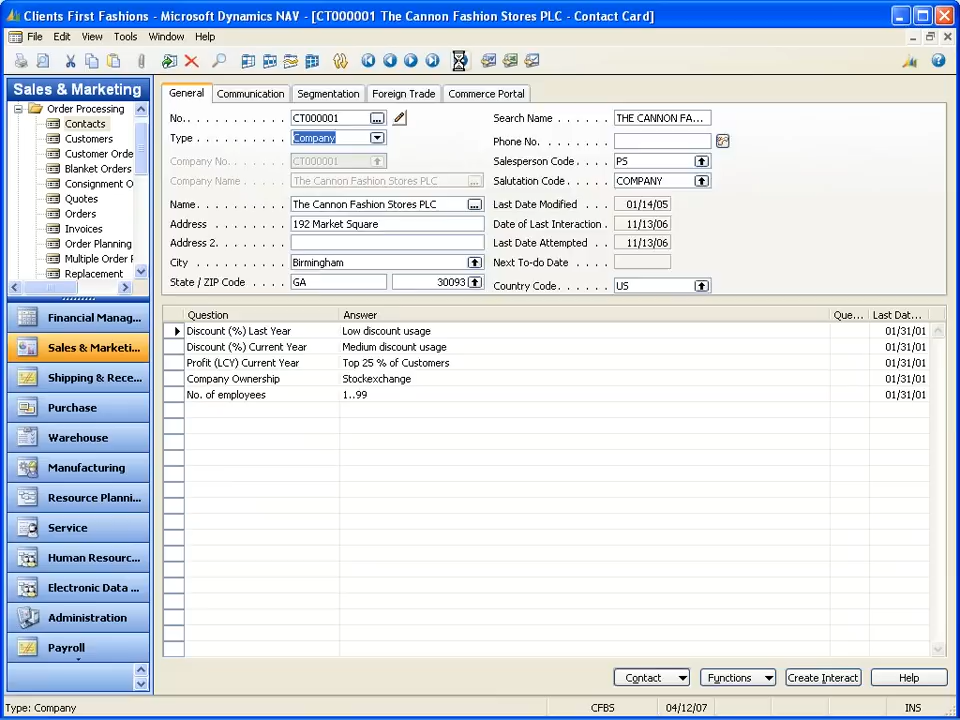 Clients First Fashions - Microsoft Dynamics NAV - [CT000001 The Cannon Fashion Stores PLC - Contact Card]
File Edit View Tools Window Help
Sales & Marketing
Order Processing
Contacts
Customers
Customer Orde
Blanket Orders
Consignment O
Quotes
Orders
Invoices
Order Planning
Multiple Order F
Replacement
Financial Manag...
Sales & Marketi...
Shipping & Rece...
Purchase
Warehouse
Manufacturing
Resource Planni...
Service
Human Resourc...
Electronic Data ...
Administration
Payroll
General Communication Segmentation Foreign Trade Commerce Portal
No. . . . . . . . . . . . CT000001 ...
Type . . . . . . . . . . Company
Company No. . . . . . . CT000001
Company Name . . . . . The Cannon Fashion Stores PLC ...
Name. . . . . . . . . . . The Cannon Fashion Stores PLC ...
Address . . . . . . . . . 192 Market Square
Address 2. . . . . . . . .
City . . . . . . . . . . . Birmingham
State / ZIP Code . . . . GA 30093
Search Name . . . . . . THE CANNON FA...
Phone No. . . . . . . . .
Salesperson Code. . . . PS
Salutation Code . . . . . COMPANY
Last Date Modified . . . 01/14/05
Date of Last Interaction . 11/13/06
Last Date Attempted . . 11/13/06
Next To-do Date . . . .
Country Code. . . . . . US
Question Answer Que... Last Dat...
Discount (%) Last Year Low discount usage 01/31/01
Discount (%) Current Year Medium discount usage 01/31/01
Profit (LCY) Current Year Top 25 % of Customers 01/31/01
Company Ownership Stockexchange 01/31/01
No. of employees 1..99 01/31/01
Contact Functions Create Interact Help
Type: Company CFBS 04/12/07 INS